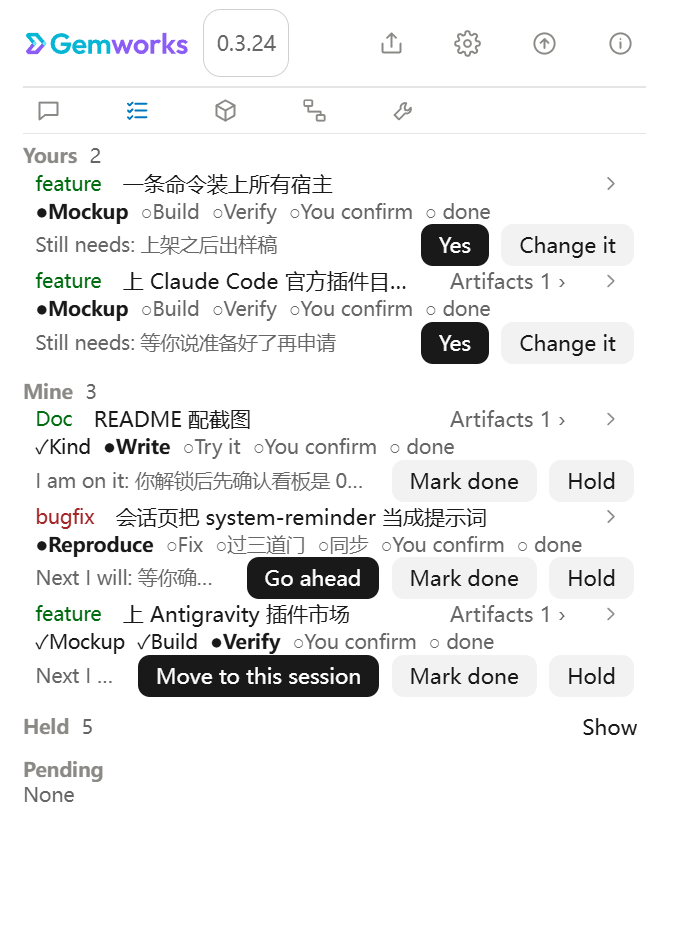 Gemworks 0.3.24
Yours 2
feature 一条命令装上所有宿主
●Mockup ○Build ○Verify ○You confirm ○ done
Still needs: 上架之后出样稿 Yes Change it
feature 上 Claude Code 官方插件目... Artifacts 1 ›
●Mockup ○Build ○Verify ○You confirm ○ done
Still needs: 等你说准备好了再申请 Yes Change it
Mine 3
Doc README 配截图 Artifacts 1 ›
✓Kind ●Write ○Try it ○You confirm ○ done
I am on it: 你解锁后先确认看板是 0... Mark done Hold
bugfix 会话页把 system-reminder 当成提示词
●Reproduce ○Fix ○过三道门 ○同步 ○You confirm ○ done
Next I will: 等你确... Go ahead Mark done Hold
feature 上 Antigravity 插件市场 Artifacts 1 ›
✓Mockup ✓Build ●Verify ○You confirm ○ done
Next I ... Move to this session Mark done Hold
Held 5 Show
Pending
None